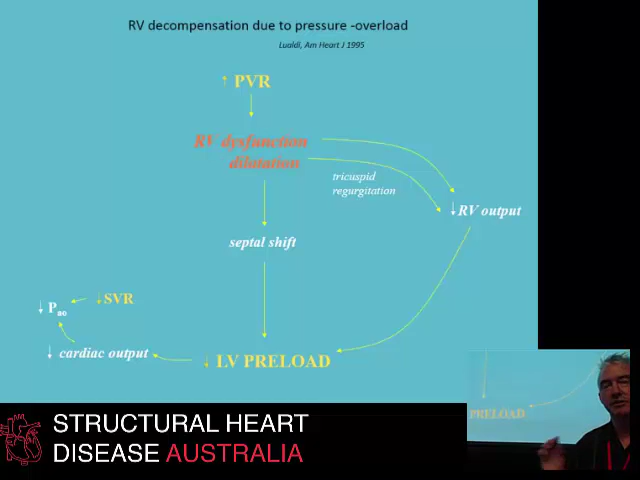 RV decompensation due to pressure -overload
Lualdi, Am Heart J 1995
↑ PVR
RV dysfunction
dilatation
tricuspid
regurgitation
↓ RV output
septal shift
↓ SVR
↓ Pao
↓ cardiac output
↓ LV PRELOAD
PRELOAD
STRUCTURAL HEART
DISEASE AUSTRALIA